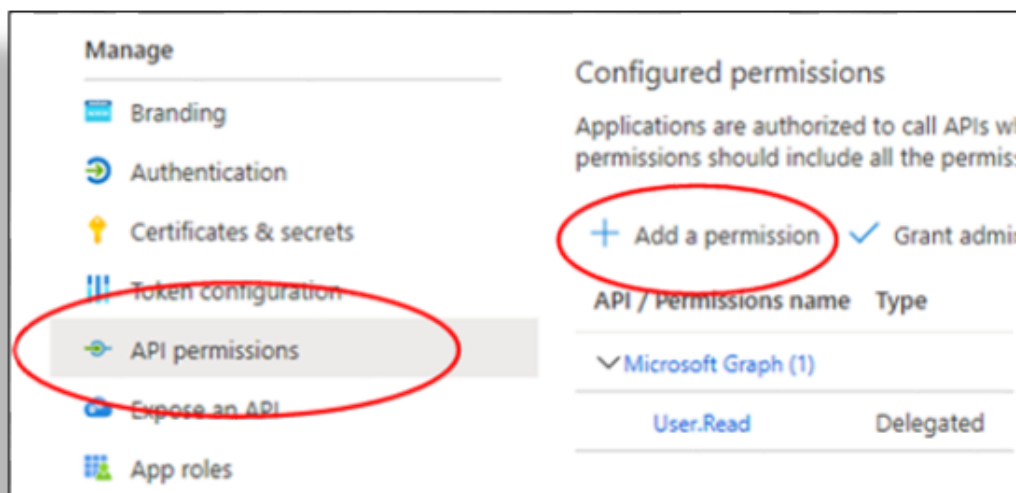 Manage
Branding
Authentication
Certificates & secrets
Token configuration
API permissions
Expose an API
App roles
Configured permissions
Applications are authorized to call APIs wh
permissions should include all the permiss
Add a permission Grant admin
API / Permissions name Type
Microsoft Graph (1)
User.Read Delegated